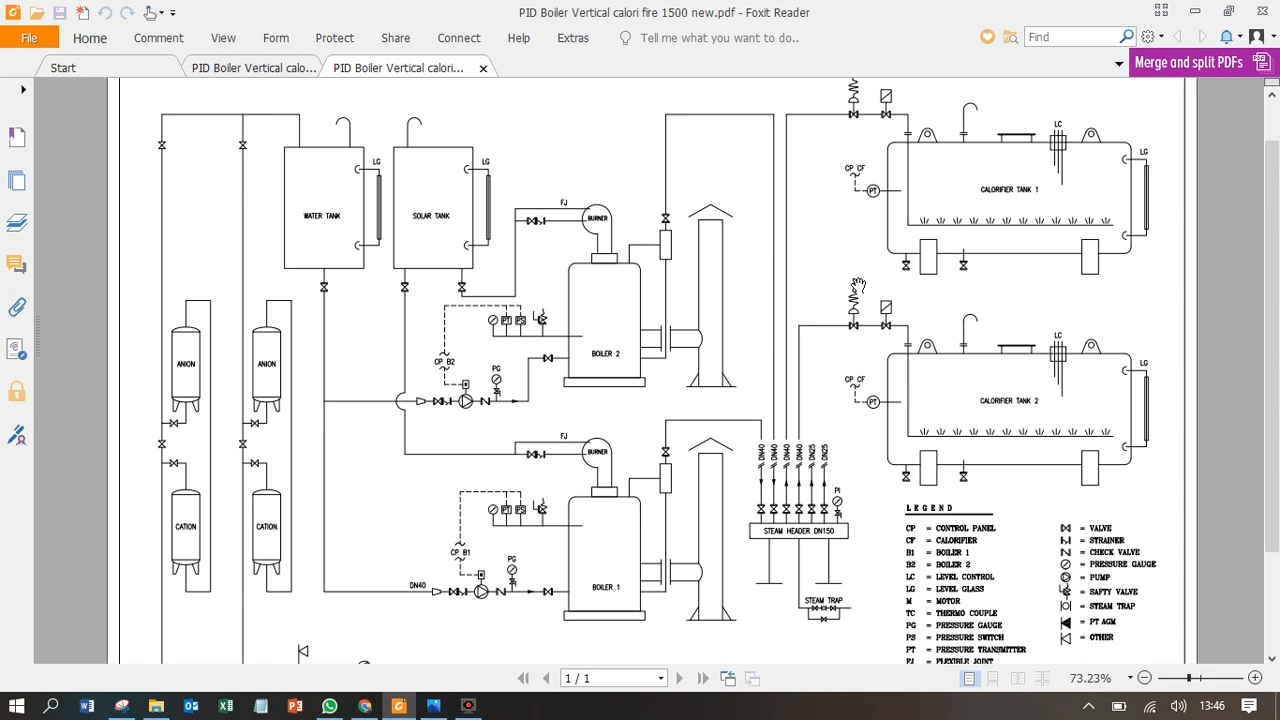 PID Boiler Vertical calori fire 1500 new.pdf - Foxit Reader
File Home Comment View Form Protect Share Connect Help Extras Tell me what you want to do.. Find
Start PID Boiler Vertical calo... PID Boiler Vertical calori... Merge and split PDFs
WATER TANK
LG
SOLAR TANK
LG
FJ
BURNER
CP CF
PT
LC
LG
CALORIFIER TANK 1
ANION
ANION
CATION
CATION
PT PS
CP B2
PG
BOILER 2
CP CF
PT
LC
LG
CALORIFIER TANK 2
FJ
BURNER
PT PS
CP B1
PG
DN40
BOILER 1
DN40
DN40
DN40
DN40
DN25
DN25
PI
STEAM HEADER DN150
STEAM TRAP
LEGEND
CP = CONTROL PANEL
CF = CALORIFIER
B1 = BOILER 1
B2 = BOILER 2
LC = LEVEL CONTROL
LG = LEVEL GLASS
M = MOTOR
TC = THERMO COUPLE
PG = PRESSURE GAUGE
PS = PRESSURE SWITCH
PT = PRESSURE TRANSMITTER
FJ = FLEXIBLE JOINT
= VALVE
= STRAINER
= CHECK VALVE
= PRESSURE GAUGE
= PUMP
= SAFTY VALVE
= STEAM TRAP
= PT AGM
= OTHER
1 / 1
73.23%
13:46